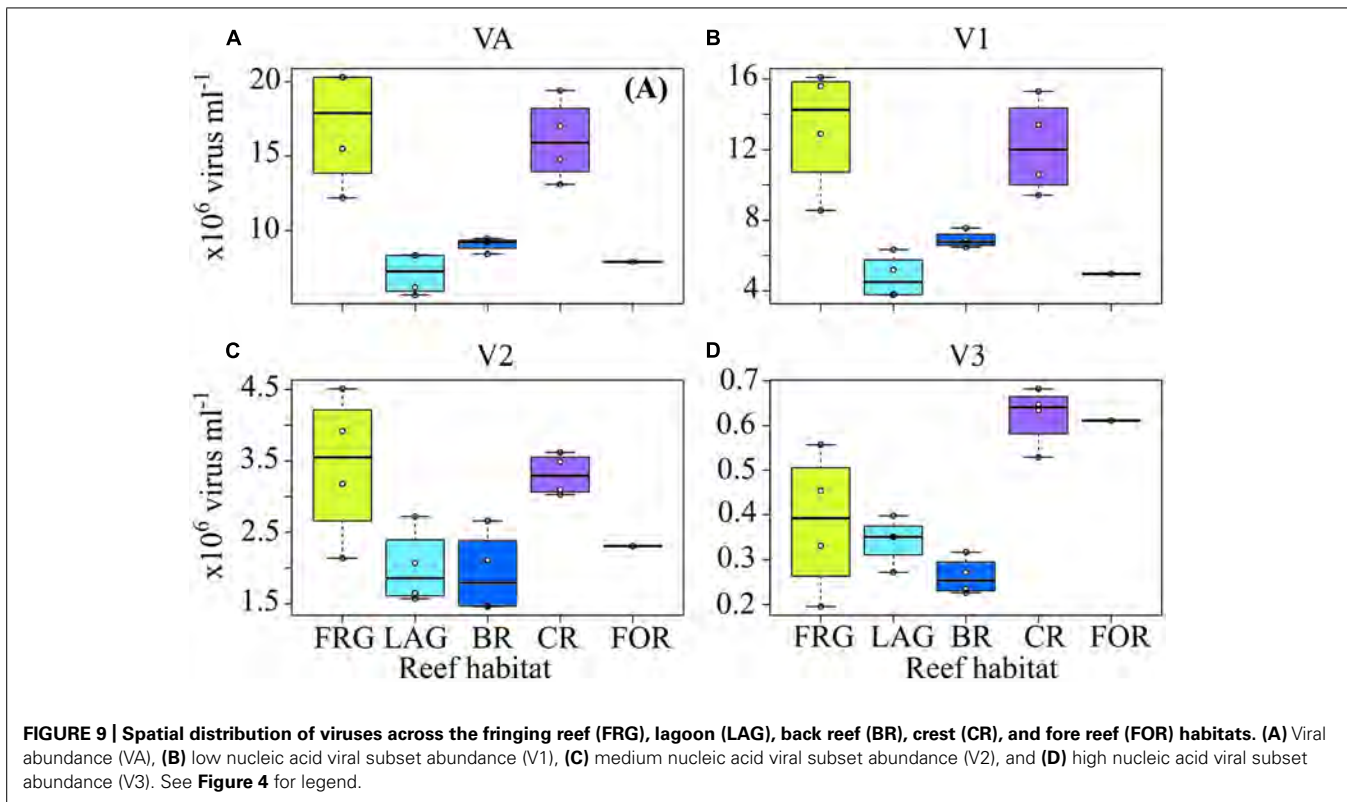 A VA
(A)
x10⁶ virus ml⁻¹
20
15
10
B V1
16
12
8
4
C V2
x10⁶ virus ml⁻¹
4.5
3.5
2.5
1.5
FRG LAG BR CR FOR
Reef habitat
D V3
0.7
0.6
0.5
0.4
0.3
0.2
FRG LAG BR CR FOR
Reef habitat
FIGURE 9 | Spatial distribution of viruses across the fringing reef (FRG), lagoon (LAG), back reef (BR), crest (CR), and fore reef (FOR) habitats. (A) Viral
abundance (VA), (B) low nucleic acid viral subset abundance (V1), (C) medium nucleic acid viral subset abundance (V2), and (D) high nucleic acid viral subset
abundance (V3). See Figure 4 for legend.